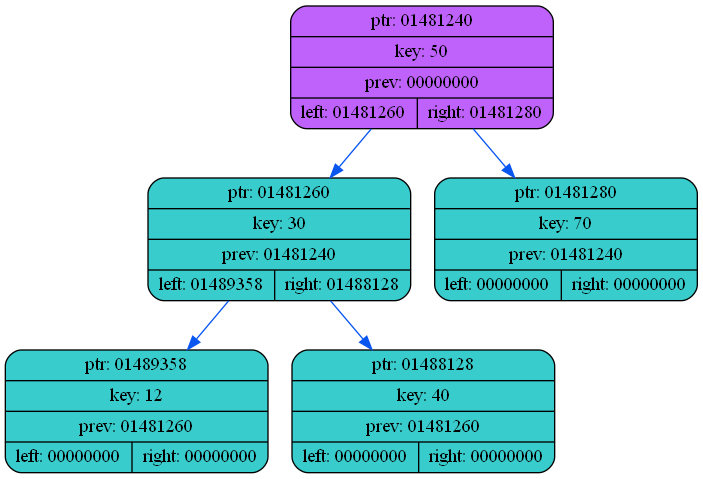 ptr: 01481240
key: 50
prev: 00000000
left: 01481260 right: 01481280
ptr: 01481260
key: 30
prev: 01481240
left: 01489358 right: 01488128
ptr: 01481280
key: 70
prev: 01481240
left: 00000000 right: 00000000
ptr: 01489358
key: 12
prev: 01481260
left: 00000000 right: 00000000
ptr: 01488128
key: 40
prev: 01481260
left: 00000000 right: 00000000